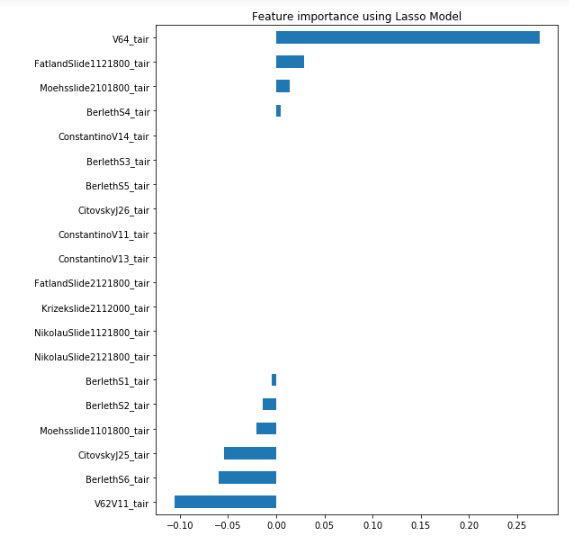 Feature importance using Lasso Model
V64_tair
FatlandSlide1121800_tair
Moehsslide2101800_tair
BerlethS4_tair
ConstantinoV14_tair
BerlethS3_tair
BerlethS5_tair
CitovskyJ26_tair
ConstantinoV11_tair
ConstantinoV13_tair
FatlandSlide2121800_tair
Krizekslide2112000_tair
NikolauSlide1121800_tair
NikolauSlide2121800_tair
BerlethS1_tair
BerlethS2_tair
Moehsslide1101800_tair
CitovskyJ25_tair
BerlethS6_tair
V62V11_tair
−0.10 −0.05 0.00 0.05 0.10 0.15 0.20 0.25